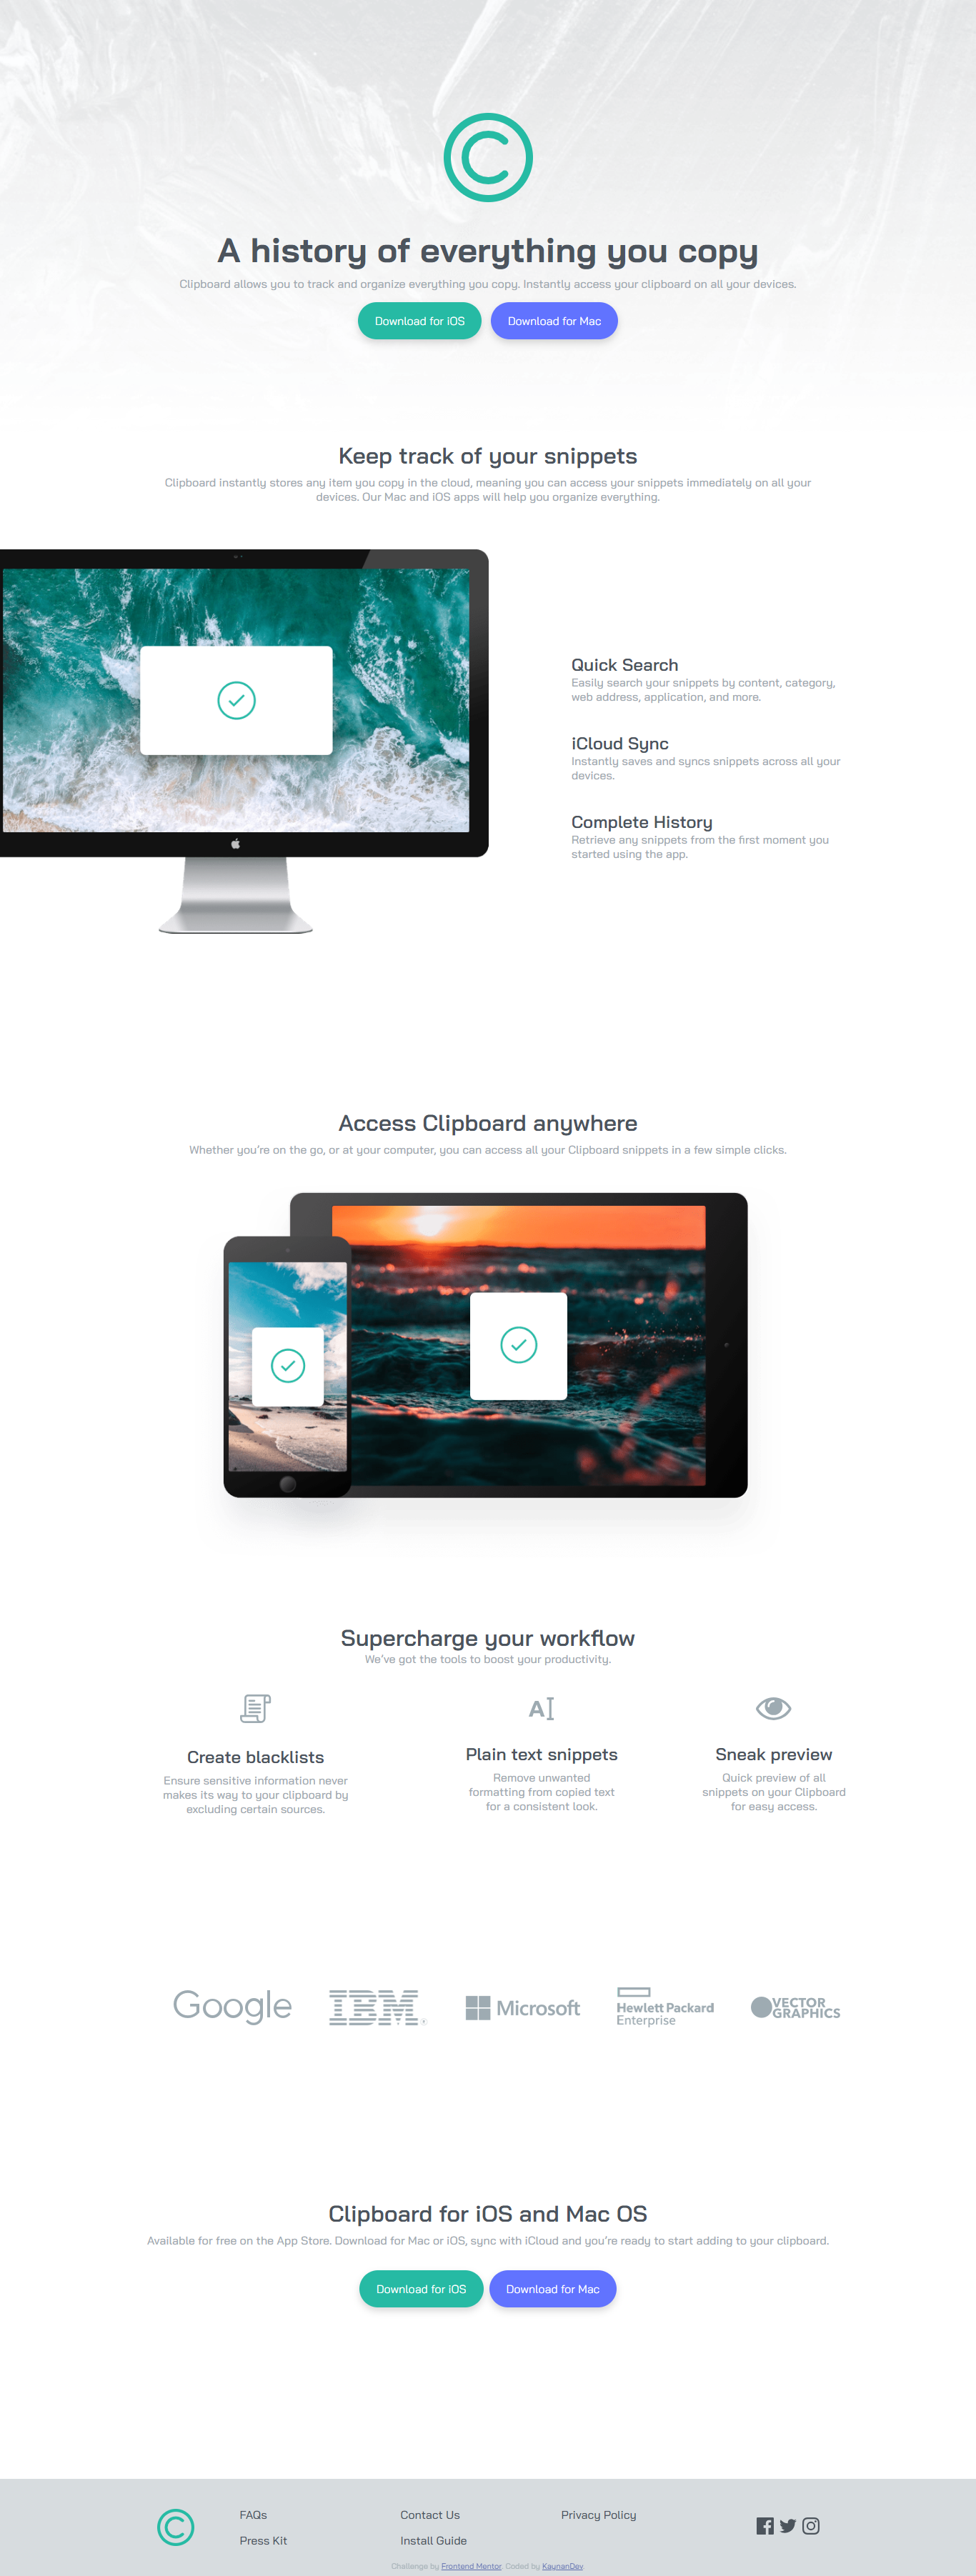 A history of everything you copy
Clipboard allows you to track and organize everything you copy. Instantly access your clipboard on all your devices.
Download for iOS
Download for Mac
Keep track of your snippets
Clipboard instantly stores any item you copy in the cloud, meaning you can access your snippets immediately on all your
devices. Our Mac and iOS apps will help you organize everything.
Quick Search
Easily search your snippets by content, category,
web address, application, and more.
iCloud Sync
Instantly saves and syncs snippets across all your
devices.
Complete History
Retrieve any snippets from the first moment you
started using the app.
Access Clipboard anywhere
Whether you’re on the go, or at your computer, you can access all your Clipboard snippets in a few simple clicks.
Supercharge your workflow
We’ve got the tools to boost your productivity.
Create blacklists
Ensure sensitive information never
makes its way to your clipboard by
excluding certain sources.
Plain text snippets
Remove unwanted
formatting from copied text
for a consistent look.
Sneak preview
Quick preview of all
snippets on your Clipboard
for easy access.
Google
IBM®
Microsoft
Hewlett Packard
Enterprise
VECTOR
GRAPHICS
Clipboard for iOS and Mac OS
Available for free on the App Store. Download for Mac or iOS, sync with iCloud and you’re ready to start adding to your clipboard.
Download for iOS
Download for Mac
FAQs
Contact Us
Privacy Policy
Press Kit
Install Guide
Challenge by Frontend Mentor. Coded by KaynanDev.